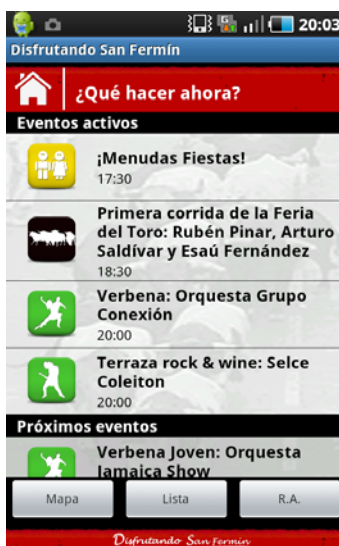 20:03
Disfrutando San Fermín
¿Qué hacer ahora?
Eventos activos
¡Menudas Fiestas!
17:30
Primera corrida de la Feria
del Toro: Rubén Pinar, Arturo
Saldívar y Esaú Fernández
18:30
Verbena: Orquesta Grupo
Conexión
20:00
Terraza rock & wine: Selce
Coleiton
20:00
Próximos eventos
Verbena Joven: Orquesta
Jamaica Show
Mapa
Lista
R.A.
Disfrutando San Fermín